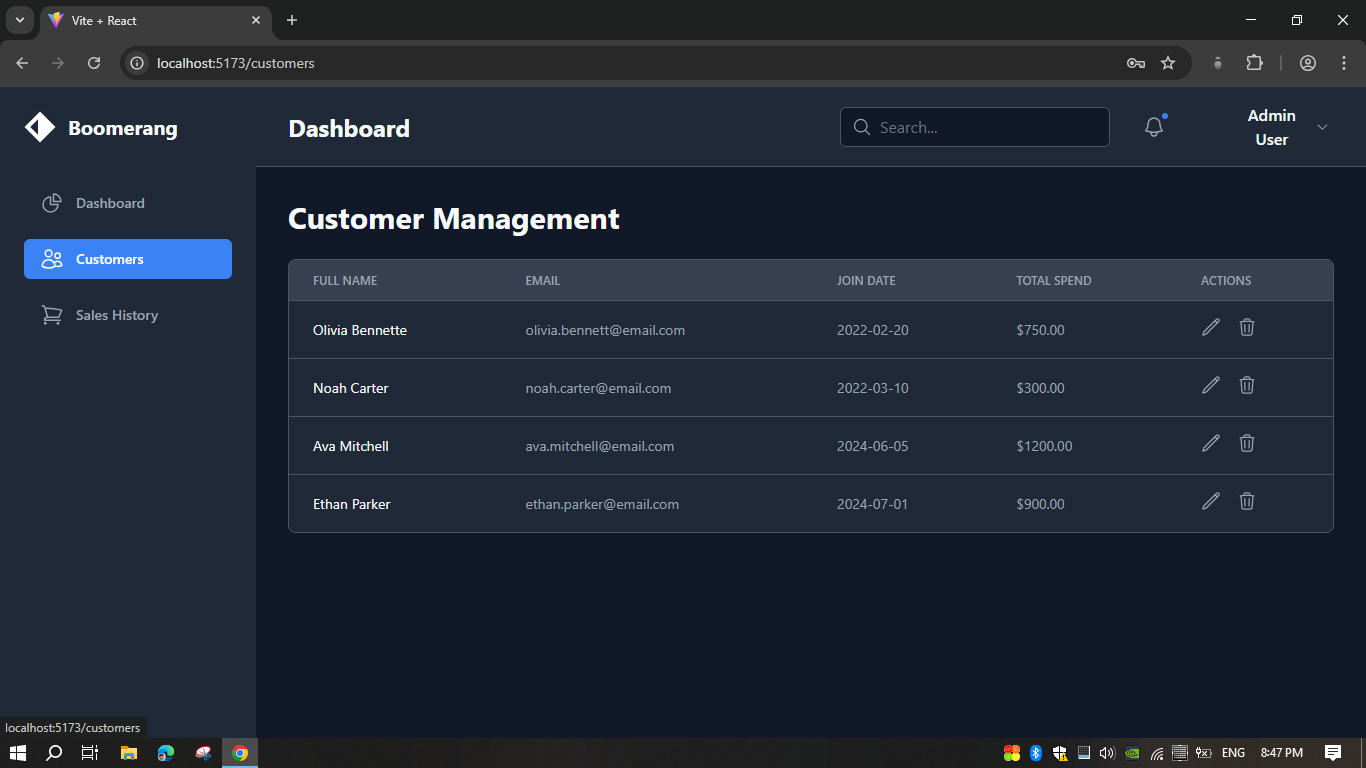 Vite + React
localhost:5173/customers
Boomerang
Dashboard
Search...
Admin
User
Dashboard
Customers
Sales History
Customer Management
FULL NAME EMAIL JOIN DATE TOTAL SPEND ACTIONS
Olivia Bennette olivia.bennett@email.com 2022-02-20 $750.00
Noah Carter noah.carter@email.com 2022-03-10 $300.00
Ava Mitchell ava.mitchell@email.com 2024-06-05 $1200.00
Ethan Parker ethan.parker@email.com 2024-07-01 $900.00
localhost:5173/customers
ENG 8:47 PM